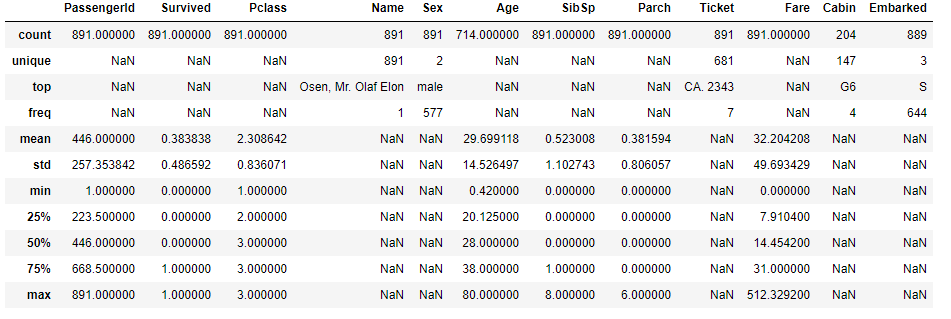 PassengerId Survived Pclass Name Sex Age SibSp Parch Ticket Fare Cabin Embarked
count 891.000000 891.000000 891.000000 891 891 714.000000 891.000000 891.000000 891 891.000000 204 889
unique NaN NaN NaN 891 2 NaN NaN NaN 681 NaN 147 3
top NaN NaN NaN Osen, Mr. Olaf Elon male NaN NaN NaN CA. 2343 NaN G6 S
freq NaN NaN NaN 1 577 NaN NaN NaN 7 NaN 4 644
mean 446.000000 0.383838 2.308642 NaN NaN 29.699118 0.523008 0.381594 NaN 32.204208 NaN NaN
std 257.353842 0.486592 0.836071 NaN NaN 14.526497 1.102743 0.806057 NaN 49.693429 NaN NaN
min 1.000000 0.000000 1.000000 NaN NaN 0.420000 0.000000 0.000000 NaN 0.000000 NaN NaN
25% 223.500000 0.000000 2.000000 NaN NaN 20.125000 0.000000 0.000000 NaN 7.910400 NaN NaN
50% 446.000000 0.000000 3.000000 NaN NaN 28.000000 0.000000 0.000000 NaN 14.454200 NaN NaN
75% 668.500000 1.000000 3.000000 NaN NaN 38.000000 1.000000 0.000000 NaN 31.000000 NaN NaN
max 891.000000 1.000000 3.000000 NaN NaN 80.000000 8.000000 6.000000 NaN 512.329200 NaN NaN